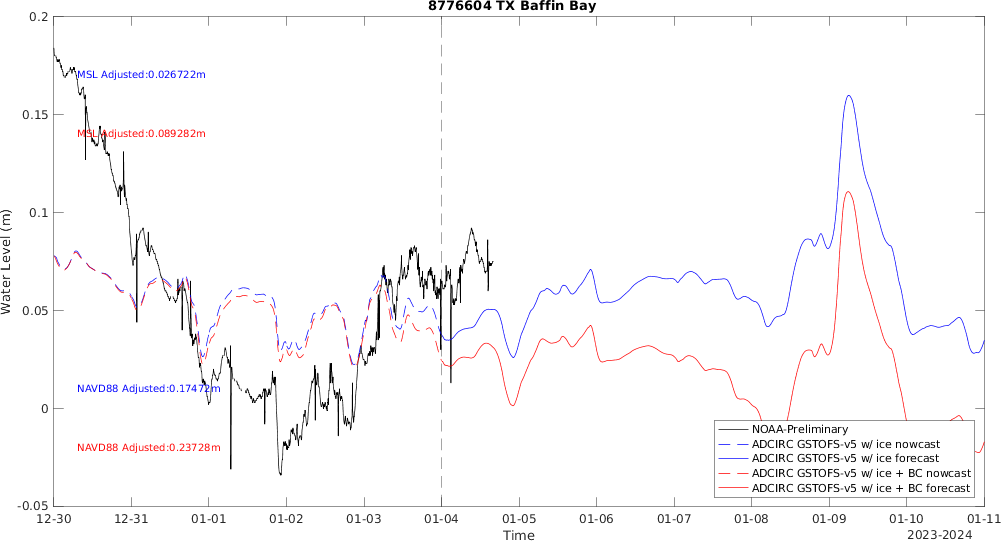 8776604 TX Baffin Bay
0.2
0.15
0.1
0.05
0
-0.05
Water Level (m)
MSL Adjusted:0.026722m
MSL Adjusted:0.089282m
NAVD88 Adjusted:0.17472m
NAVD88 Adjusted:0.23728m
NOAA-Preliminary
ADCIRC GSTOFS-v5 w/ ice nowcast
ADCIRC GSTOFS-v5 w/ ice forecast
ADCIRC GSTOFS-v5 w/ ice + BC nowcast
ADCIRC GSTOFS-v5 w/ ice + BC forecast
12-30 12-31 01-01 01-02 01-03 01-04 01-05 01-06 01-07 01-08 01-09 01-10 01-11
Time
2023-2024